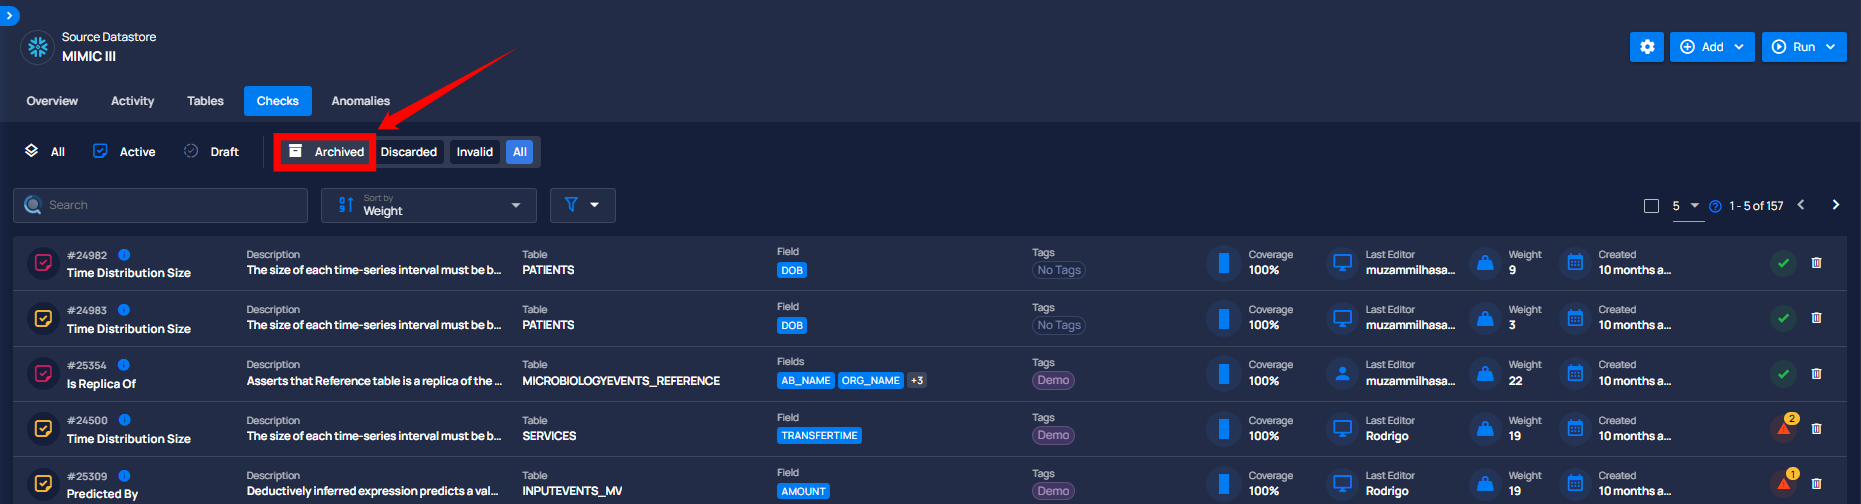 Source Datastore
MIMIC III
Add
Run
Overview Activity Tables Checks Anomalies
All Active Draft Archived Discarded Invalid All
Search
Sort by
Weight
5 1 - 5 of 157
#24982 Description Table Field Tags Coverage Last Editor Weight Created
Time Distribution Size The size of each time-series interval must be b... PATIENTS DOB No Tags 100% muzammilhasa... 9 10 months a...
#24983 Description Table Field Tags Coverage Last Editor Weight Created
Time Distribution Size The size of each time-series interval must be b... PATIENTS DOB No Tags 100% muzammilhasa... 3 10 months a...
#25354 Description Table Fields Tags Coverage Last Editor Weight Created
Is Replica Of Asserts that Reference table is a replica of the ... MICROBIOLOGYEVENTS_REFERENCE AB_NAME ORG_NAME +3 Demo 100% muzammilhasa... 22 10 months a...
#24500 Description Table Field Tags Coverage Last Editor Weight Created 2
Time Distribution Size The size of each time-series interval must be b... SERVICES TRANSFERTIME Demo 100% Rodrigo 19 10 months a...
#25309 Description Table Field Tags Coverage Last Editor Weight Created 1
Predicted By Deductively inferred expression predicts a val... INPUTEVENTS_MV AMOUNT Demo 100% Rodrigo 19 10 months a...